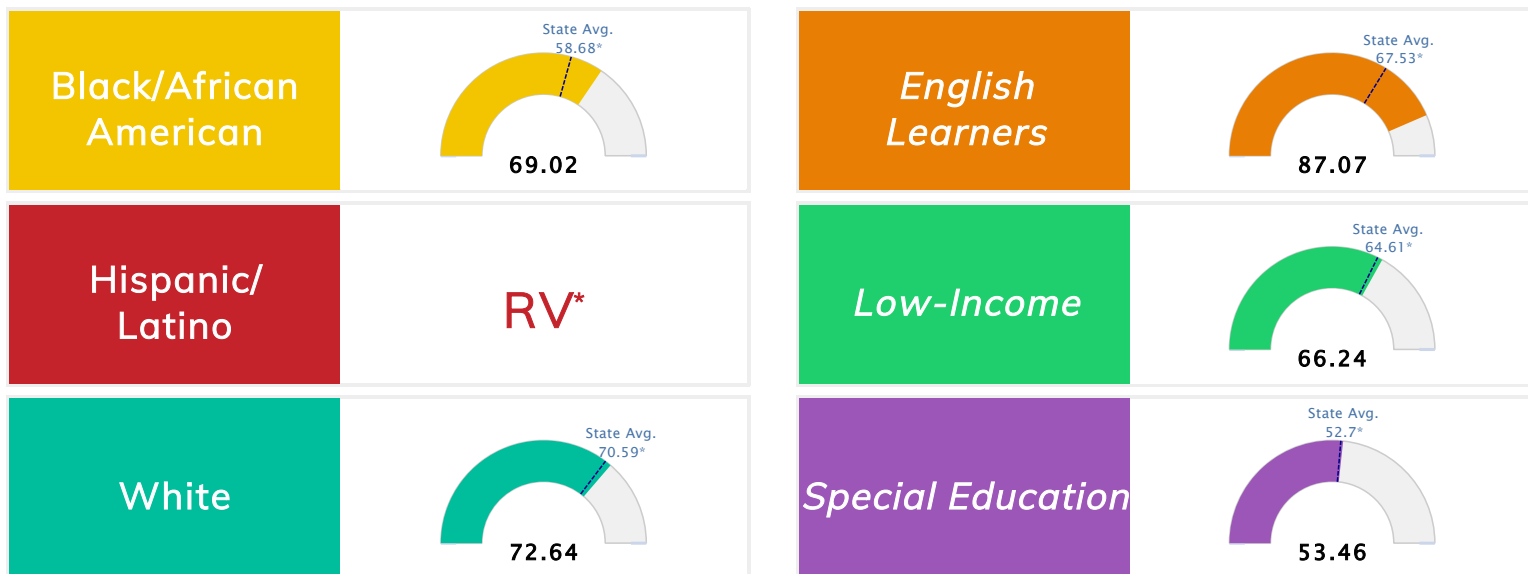 Black/African
American
State Avg.
58.68*
69.02
English
Learners
State Avg.
67.53*
87.07
Hispanic/
Latino
RV*
Low-Income
State Avg.
64.61*
66.24
White
State Avg.
70.59*
72.64
Special Education
State Avg.
52.7*
53.46